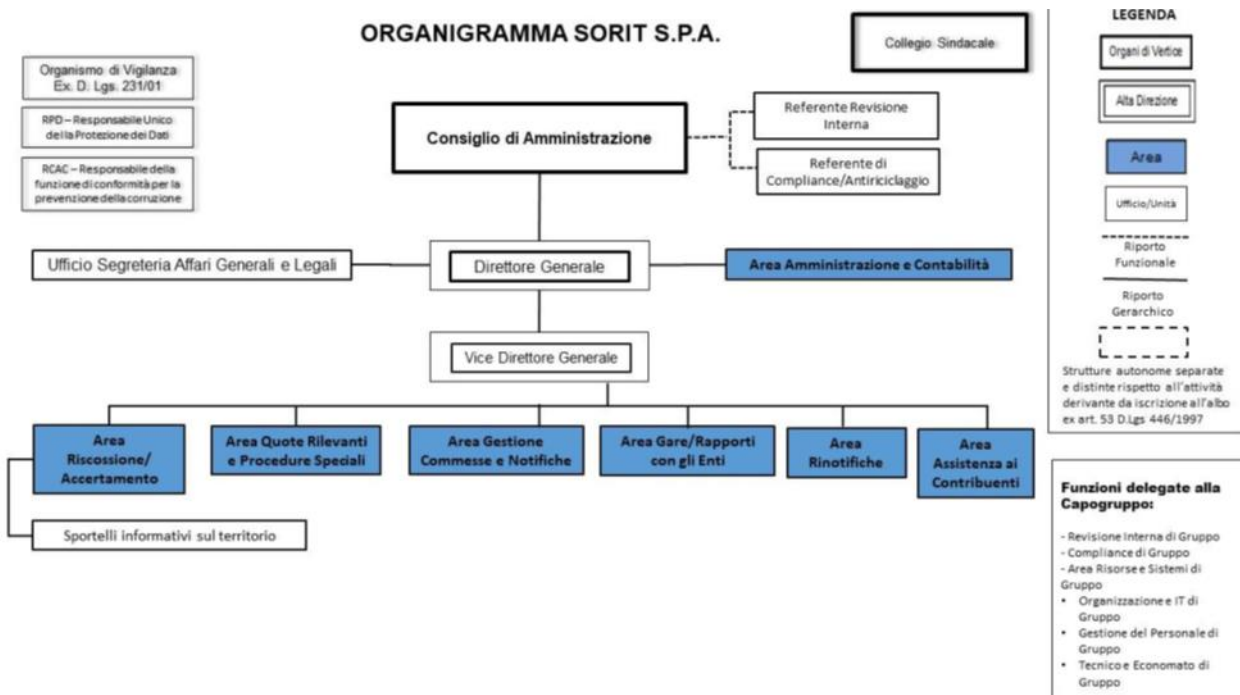 ORGANIGRAMMA SORIT S.P.A.
Collegio Sindacale
Organismo di Vigilanza
Ex. D. Lgs. 231/01
RPD – Responsabile Unico
della Protezione dei Dati
RCAC – Responsabile della
funzione di conformità per la
prevenzione della corruzione
Consiglio di Amministrazione
Referente Revisione
Interna
Referente di
Compliance/Antiriciclaggio
Ufficio Segreteria Affari Generali e Legali
Direttore Generale
Area Amministrazione e Contabilità
Vice Direttore Generale
Area
Riscossione/
Accertamento
Area Quote Rilevanti
e Procedure Speciali
Area Gestione
Commesse e Notifiche
Area Gare/Rapporti
con gli Enti
Area
Rinotifiche
Area
Assistenza ai
Contribuenti
Sportelli informativi sul territorio
LEGENDA
Organi di Vertice
Alta Direzione
Area
Ufficio/Unità
Riporto
Funzionale
Riporto
Gerarchico
Strutture autonome separate
e distinte rispetto all'attività
derivante da iscrizione all'albo
ex art. 53 D.Lgs 446/1997
Funzioni delegate alla
Capogruppo:
- Revisione Interna di Gruppo
- Compliance di Gruppo
- Area Risorse e Sistemi di
Gruppo
• Organizzazione e IT di
Gruppo
• Gestione del Personale di
Gruppo
• Tecnico e Economato di
Gruppo